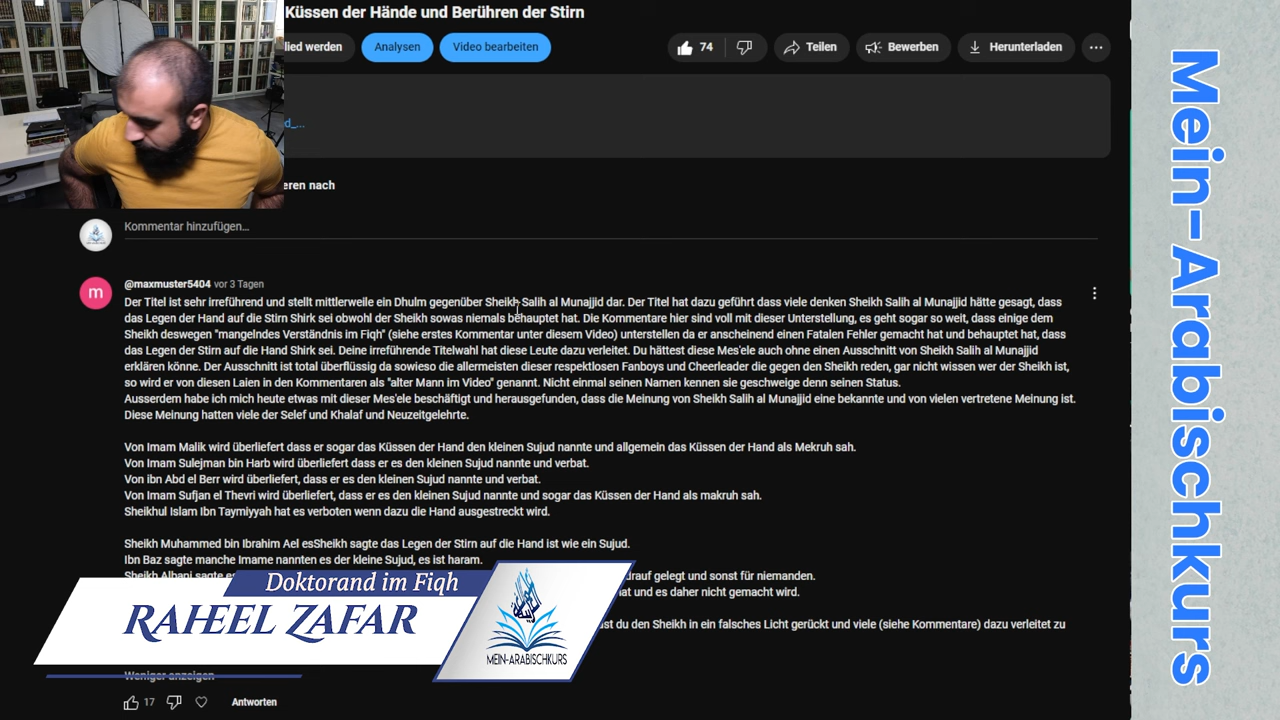 Küssen der Hände und Berühren der Stirn
lied werden
Analysen
Video bearbeiten
74
Teilen
Bewerben
Herunterladen
d_...
eren nach
Kommentar hinzufügen...
m
@maxmuster5404 vor 3 Tagen
Der Titel ist sehr irreführend und stellt mittlerweile ein Dhulm gegenüber Sheikh Salih al Munajjid dar. Der Titel hat dazu geführt dass viele denken Sheikh Salih al Munajjid hätte gesagt, dass
das Legen der Hand auf die Stirn Shirk sei obwohl der Sheikh sowas niemals behauptet hat. Die Kommentare hier sind voll mit dieser Unterstellung, es geht sogar so weit, dass einige dem
Sheikh deswegen "mangelndes Verständnis im Fiqh" (siehe erstes Kommentar unter diesem Video) unterstellen da er anscheinend einen Fatalen Fehler gemacht hat und behauptet hat, dass
das Legen der Stirn auf die Hand Shirk sei. Deine irreführende Titelwahl hat diese Leute dazu verleitet. Du hättest diese Mes'ele auch ohne einen Ausschnitt von Sheikh Salih al Munajjid
erklären könne. Der Ausschnitt ist total überflüssig da sowieso die allermeisten dieser respektlosen Fanboys und Cheerleader die gegen den Sheikh reden, gar nicht wissen wer der Sheikh ist,
so wird er von diesen Laien in den Kommentaren als "alter Mann im Video" genannt. Nicht einmal seinen Namen kennen sie geschweige denn seinen Status.
Ausserdem habe ich mich heute etwas mit dieser Mes'ele beschäftigt und herausgefunden, dass die Meinung von Sheikh Salih al Munajjid eine bekannte und von vielen vertretene Meinung ist.
Diese Meinung hatten viele der Selef und Khalaf und Neuzeitgelehrte.
Von Imam Malik wird überliefert dass er sogar das Küssen der Hand den kleinen Sujud nannte und allgemein das Küssen der Hand als Mekruh sah.
Von Imam Sulejman bin Harb wird überliefert dass er es den kleinen Sujud nannte und verbat.
Von ibn Abd el Berr wird überliefert, dass er es den kleinen Sujud nannte und verbat.
Von Imam Sufjan el Thevri wird überliefert, dass er es den kleinen Sujud nannte und sogar das Küssen der Hand als makruh sah.
Sheikhul Islam Ibn Taymiyyah hat es verboten wenn dazu die Hand ausgestreckt wird.
Sheikh Muhammed bin Ibrahim Ael esSheikh sagte das Legen der Stirn auf die Hand ist wie ein Sujud.
Ibn Baz sagte manche Imame nannten es der kleine Sujud, es ist haram.
Sheikh Albani sagte es drauf gelegt und sonst für niemanden.
hat und es daher nicht gemacht wird.
st du den Sheikh in ein falsches Licht gerückt und viele (siehe Kommentare) dazu verleitet zu
Weniger anzeigen
17
Antworten
Doktorand im Fiqh
RAHEEL ZAFAR
MEIN-ARABISCHKURS
Mein-Arabischkurs